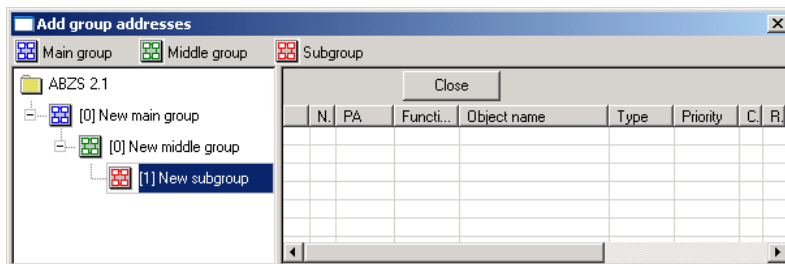 Add group addresses
Main group Middle group Subgroup
ABZS 2.1
[0] New main group
[0] New middle group
[1] New subgroup
Close
N. PA Functi... Object name Type Priority C. R.